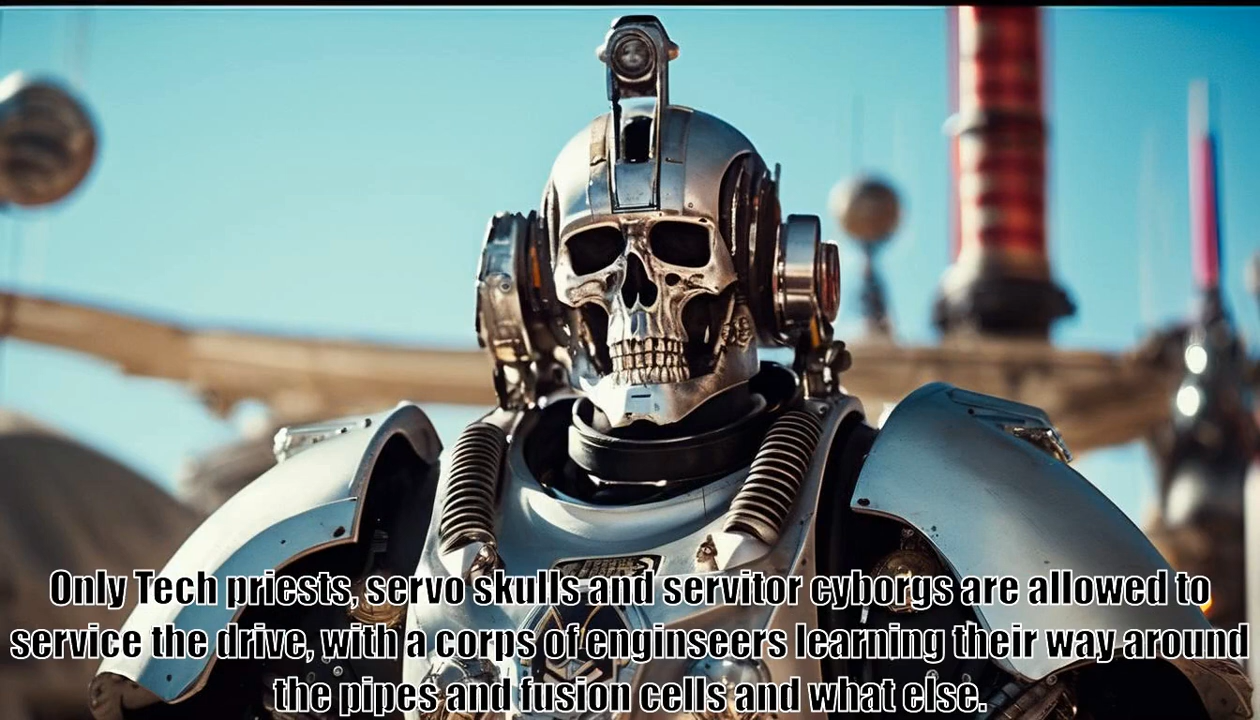 Only Tech priests, servo skulls and servitor cyborgs are allowed to
service the drive, with a corps of enginseers learning their way around
the pipes and fusion cells and what else.